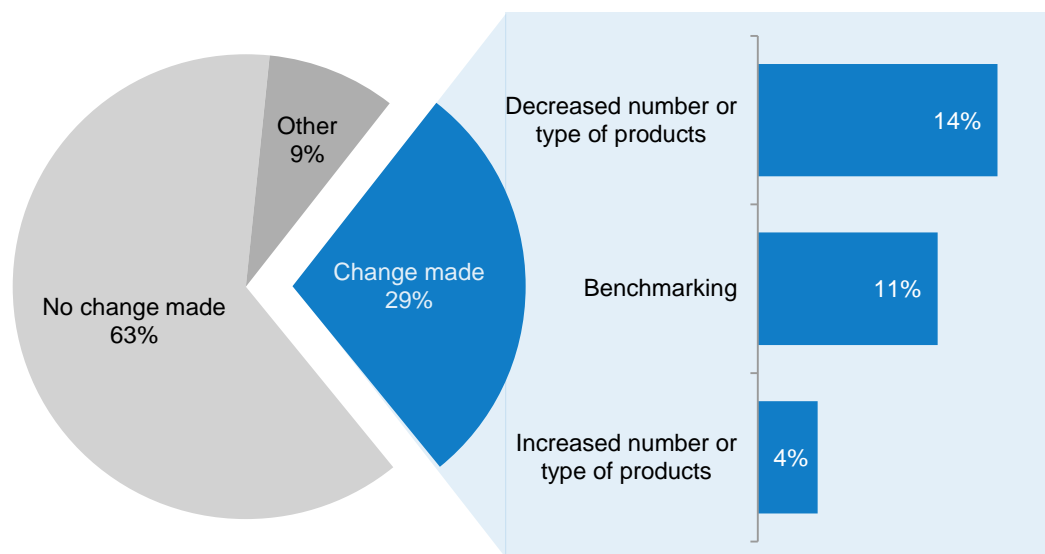 Other
9%
Change made
29%
No change made
63%
Decreased number or
type of products
14%
Benchmarking
11%
Increased number or
type of products
4%